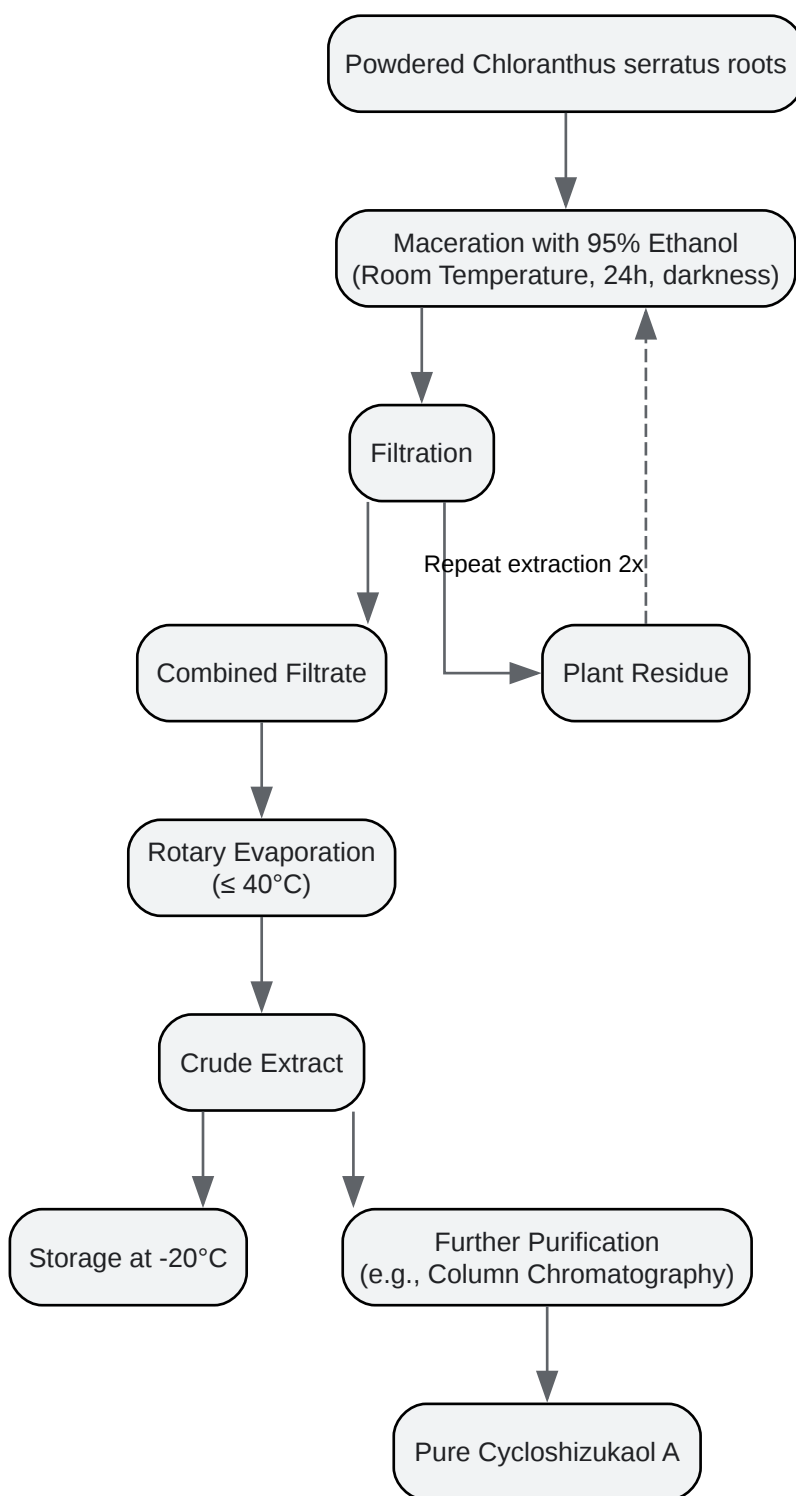 Powdered Chloranthus serratus roots
Maceration with 95% Ethanol
(Room Temperature, 24h, darkness)
Filtration
Repeat extraction 2x
Combined Filtrate
Plant Residue
Rotary Evaporation
(≤ 40°C)
Crude Extract
Storage at -20°C
Further Purification
(e.g., Column Chromatography)
Pure Cycloshizukaol A